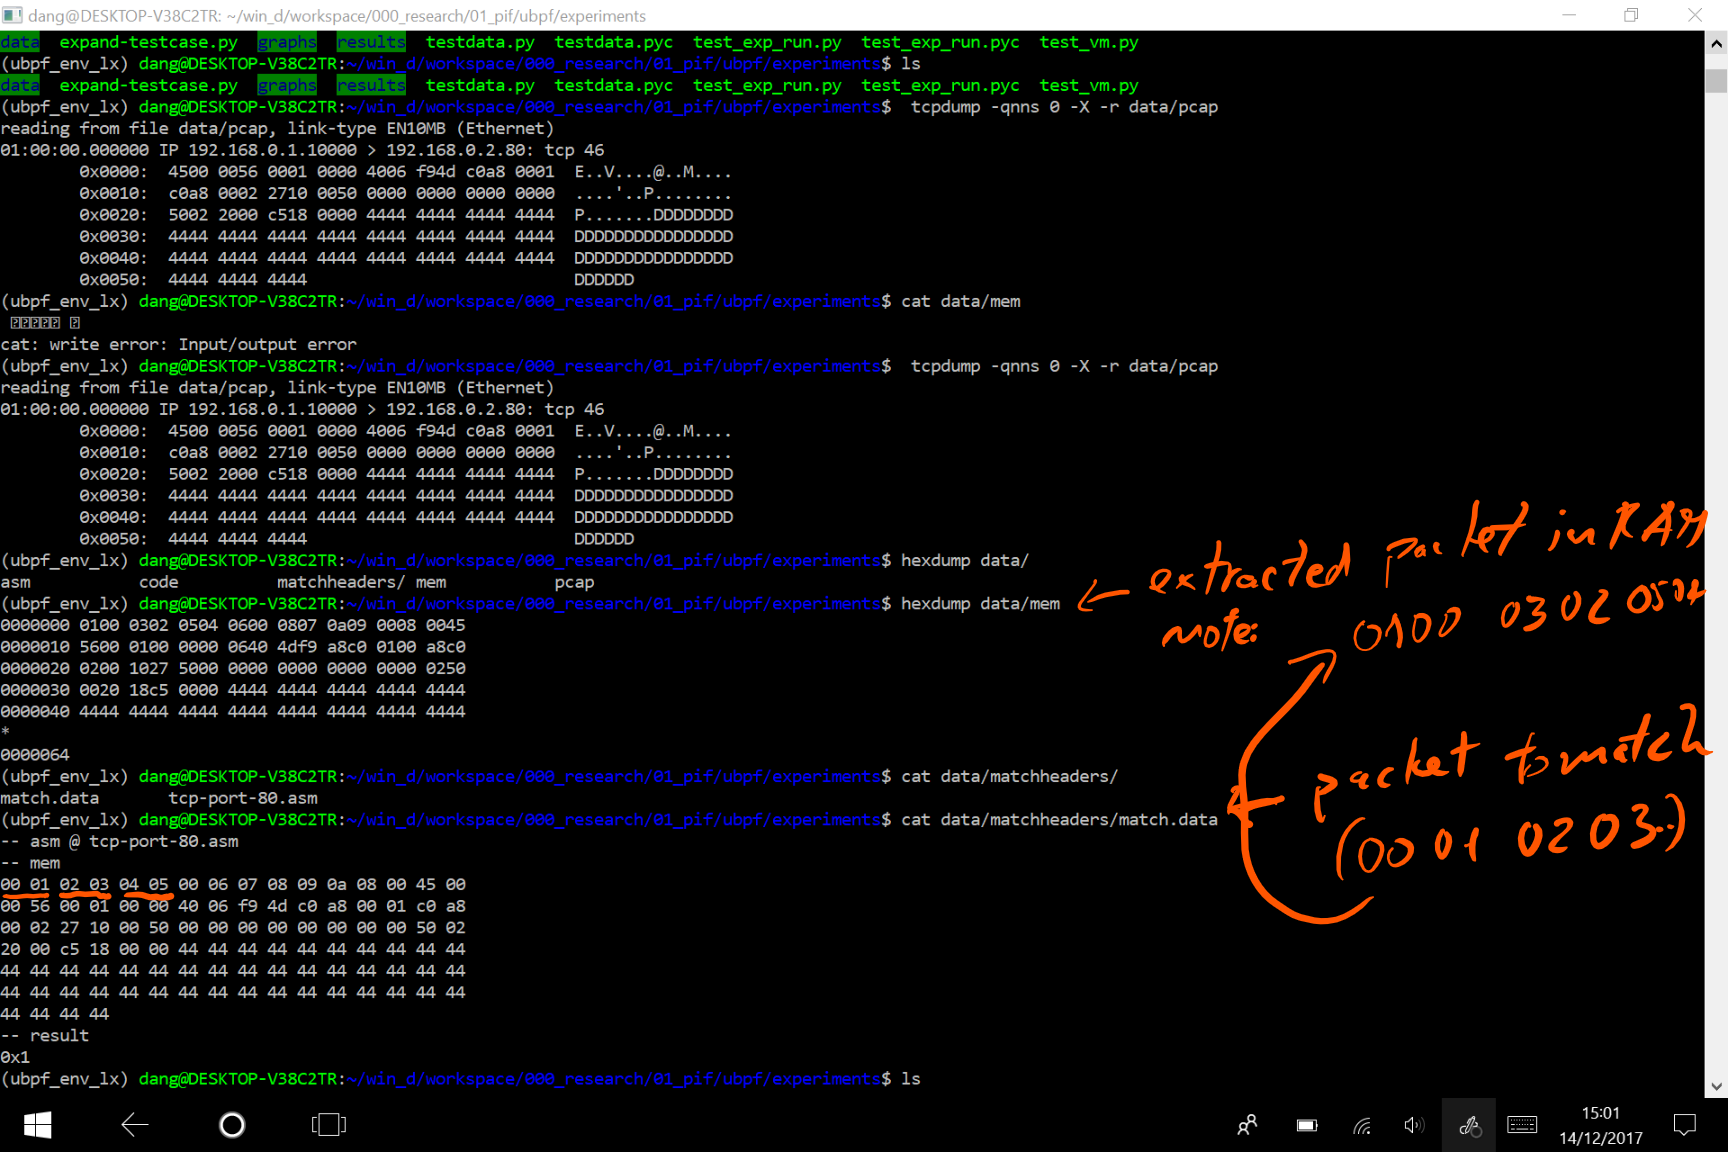 dang@DESKTOP-V38C2TR: ~/win_d/workspace/000_research/01_pif/ubpf/experiments
data  expand-testcase.py  graphs  results  testdata.py  testdata.pyc  test_exp_run.py  test_exp_run.pyc  test_vm.py
(ubpf_env_lx) dang@DESKTOP-V38C2TR:~/win_d/workspace/000_research/01_pif/ubpf/experiments$ ls
data  expand-testcase.py  graphs  results  testdata.py  testdata.pyc  test_exp_run.py  test_exp_run.pyc  test_vm.py
(ubpf_env_lx) dang@DESKTOP-V38C2TR:~/win_d/workspace/000_research/01_pif/ubpf/experiments$  tcpdump -qnns 0 -X -r data/pcap
reading from file data/pcap, link-type EN10MB (Ethernet)
01:00:00.000000 IP 192.168.0.1.10000 > 192.168.0.2.80: tcp 46
0x0000:  4500 0056 0001 0000 4006 f94d c0a8 0001  E..V....@..M....
0x0010:  c0a8 0002 2710 0050 0000 0000 0000 0000  ....'..P........
0x0020:  5002 2000 c518 0000 4444 4444 4444 4444  P.......DDDDDDDD
0x0030:  4444 4444 4444 4444 4444 4444 4444 4444  DDDDDDDDDDDDDDDD
0x0040:  4444 4444 4444 4444 4444 4444 4444 4444  DDDDDDDDDDDDDDDD
0x0050:  4444 4444 4444  DDDDDD
(ubpf_env_lx) dang@DESKTOP-V38C2TR:~/win_d/workspace/000_research/01_pif/ubpf/experiments$ cat data/mem
cat: write error: Input/output error
(ubpf_env_lx) dang@DESKTOP-V38C2TR:~/win_d/workspace/000_research/01_pif/ubpf/experiments$  tcpdump -qnns 0 -X -r data/pcap
reading from file data/pcap, link-type EN10MB (Ethernet)
01:00:00.000000 IP 192.168.0.1.10000 > 192.168.0.2.80: tcp 46
0x0000:  4500 0056 0001 0000 4006 f94d c0a8 0001  E..V....@..M....
0x0010:  c0a8 0002 2710 0050 0000 0000 0000 0000  ....'..P........
0x0020:  5002 2000 c518 0000 4444 4444 4444 4444  P.......DDDDDDDD
0x0030:  4444 4444 4444 4444 4444 4444 4444 4444  DDDDDDDDDDDDDDDD
0x0040:  4444 4444 4444 4444 4444 4444 4444 4444  DDDDDDDDDDDDDDDD
0x0050:  4444 4444 4444  DDDDDD
(ubpf_env_lx) dang@DESKTOP-V38C2TR:~/win_d/workspace/000_research/01_pif/ubpf/experiments$ hexdump data/
asm  code  matchheaders/ mem  pcap
(ubpf_env_lx) dang@DESKTOP-V38C2TR:~/win_d/workspace/000_research/01_pif/ubpf/experiments$ hexdump data/mem
0000000 0100 0302 0504 0600 0807 0a09 0008 0045
0000010 5600 0100 0000 0640 4df9 a8c0 0100 a8c0
0000020 0200 1027 5000 0000 0000 0000 0000 0250
0000030 0020 18c5 0000 4444 4444 4444 4444 4444
0000040 4444 4444 4444 4444 4444 4444 4444 4444
*
0000064
(ubpf_env_lx) dang@DESKTOP-V38C2TR:~/win_d/workspace/000_research/01_pif/ubpf/experiments$ cat data/matchheaders/
match.data  tcp-port-80.asm
(ubpf_env_lx) dang@DESKTOP-V38C2TR:~/win_d/workspace/000_research/01_pif/ubpf/experiments$ cat data/matchheaders/match.data
-- asm @ tcp-port-80.asm
-- mem
00 01 02 03 04 05 00 06 07 08 09 0a 08 00 45 00
00 56 00 01 00 00 40 06 f9 4d c0 a8 00 01 c0 a8
00 02 27 10 00 50 00 00 00 00 00 00 00 00 50 02
20 00 c5 18 00 00 44 44 44 44 44 44 44 44 44 44
44 44 44 44 44 44 44 44 44 44 44 44 44 44 44 44
44 44 44 44 44 44 44 44 44 44 44 44 44 44 44 44
44 44 44 44
-- result
0x1
(ubpf_env_lx) dang@DESKTOP-V38C2TR:~/win_d/workspace/000_research/01_pif/ubpf/experiments$ ls
extracted packet in RAM
note: 0100 0302 0504
packet to match
(00 01 02 03..)
15:01
14/12/2017